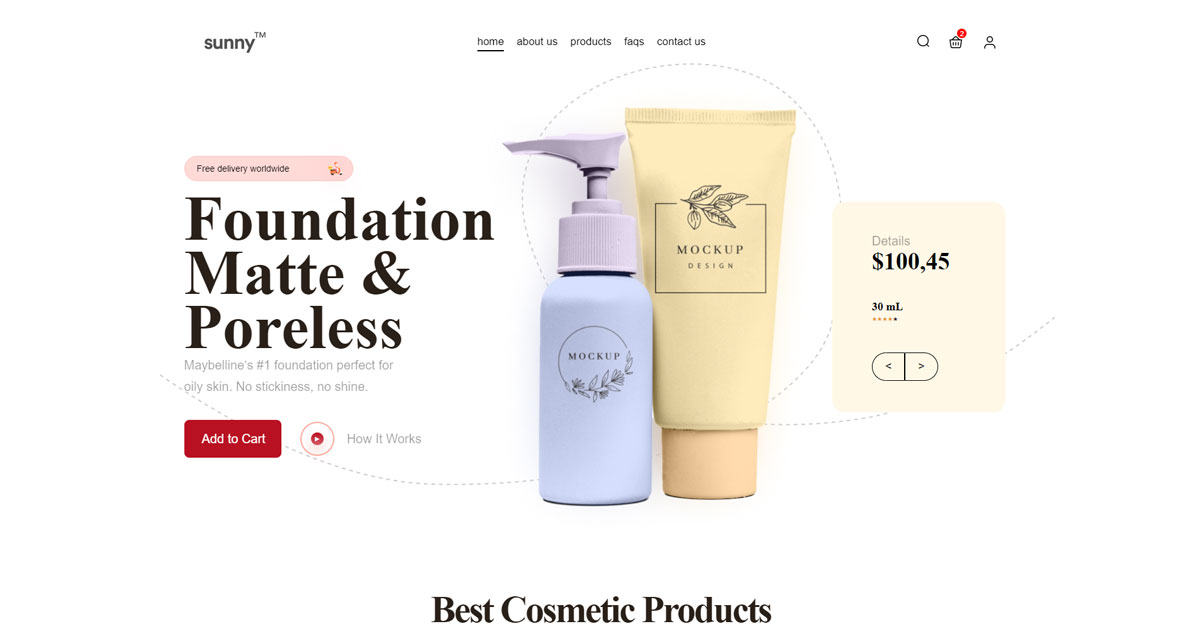 sunny™
home about us products faqs contact us
2
Free delivery worldwide
Foundation
Matte &
Poreless
Maybelline's #1 foundation perfect for
oily skin. No stickiness, no shine.
Add to Cart
How It Works
MOCKUP
MOCKUP
DESIGN
Details
$100,45
30 mL
< >
Best Cosmetic Products